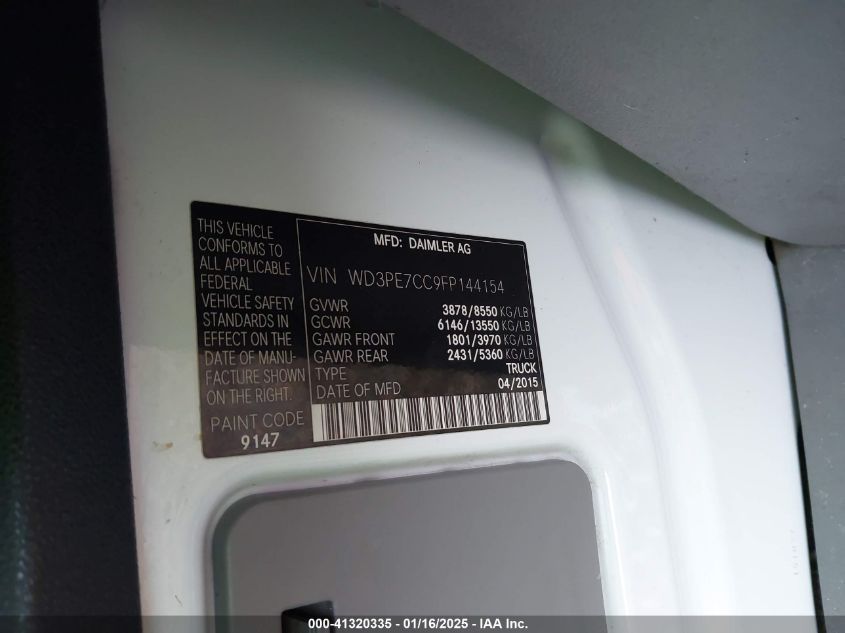 THIS VEHICLE
CONFORMS TO
ALL APPLICABLE
FEDERAL
VEHICLE SAFETY
STANDARDS IN
EFFECT ON THE
DATE OF MANU-
FACTURE SHOWN
ON THE RIGHT.
PAINT CODE
9147
MFD: DAIMLER AG
VIN WD3PE7CC9FP144154
GVWR 3878/8550 KG/LB
GCWR 6146/13550 KG/LB
GAWR FRONT 1801/3970 KG/LB
GAWR REAR 2431/5360 KG/LB
TYPE TRUCK
DATE OF MFD 04/2015
000-41320335 - 01/16/2025 - IAA Inc.